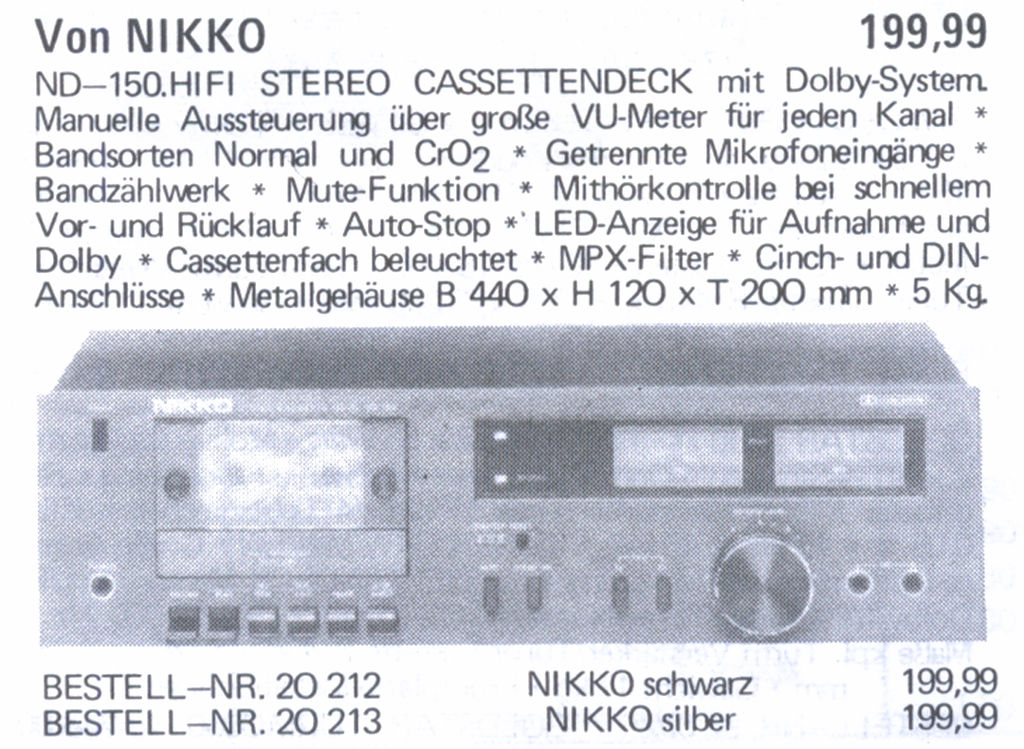 Von NIKKO 199,99
ND–150.HIFI STEREO CASSETTENDECK mit Dolby-System.
Manuelle Aussteuerung über große VU-Meter für jeden Kanal *
Bandsorten Normal und CrO2 * Getrennte Mikrofoneingänge *
Bandzählwerk * Mute-Funktion * Mithörkontrolle bei schnellem
Vor- und Rücklauf * Auto-Stop * LED-Anzeige für Aufnahme und
Dolby * Cassettenfach beleuchtet * MPX-Filter * Cinch- und DIN-
Anschlüsse * Metallgehäuse B 440 x H 120 x T 200 mm * 5 Kg.
NIKKO
BESTELL–NR. 20 212 NIKKO schwarz 199,99
BESTELL–NR. 20 213 NIKKO silber 199,99